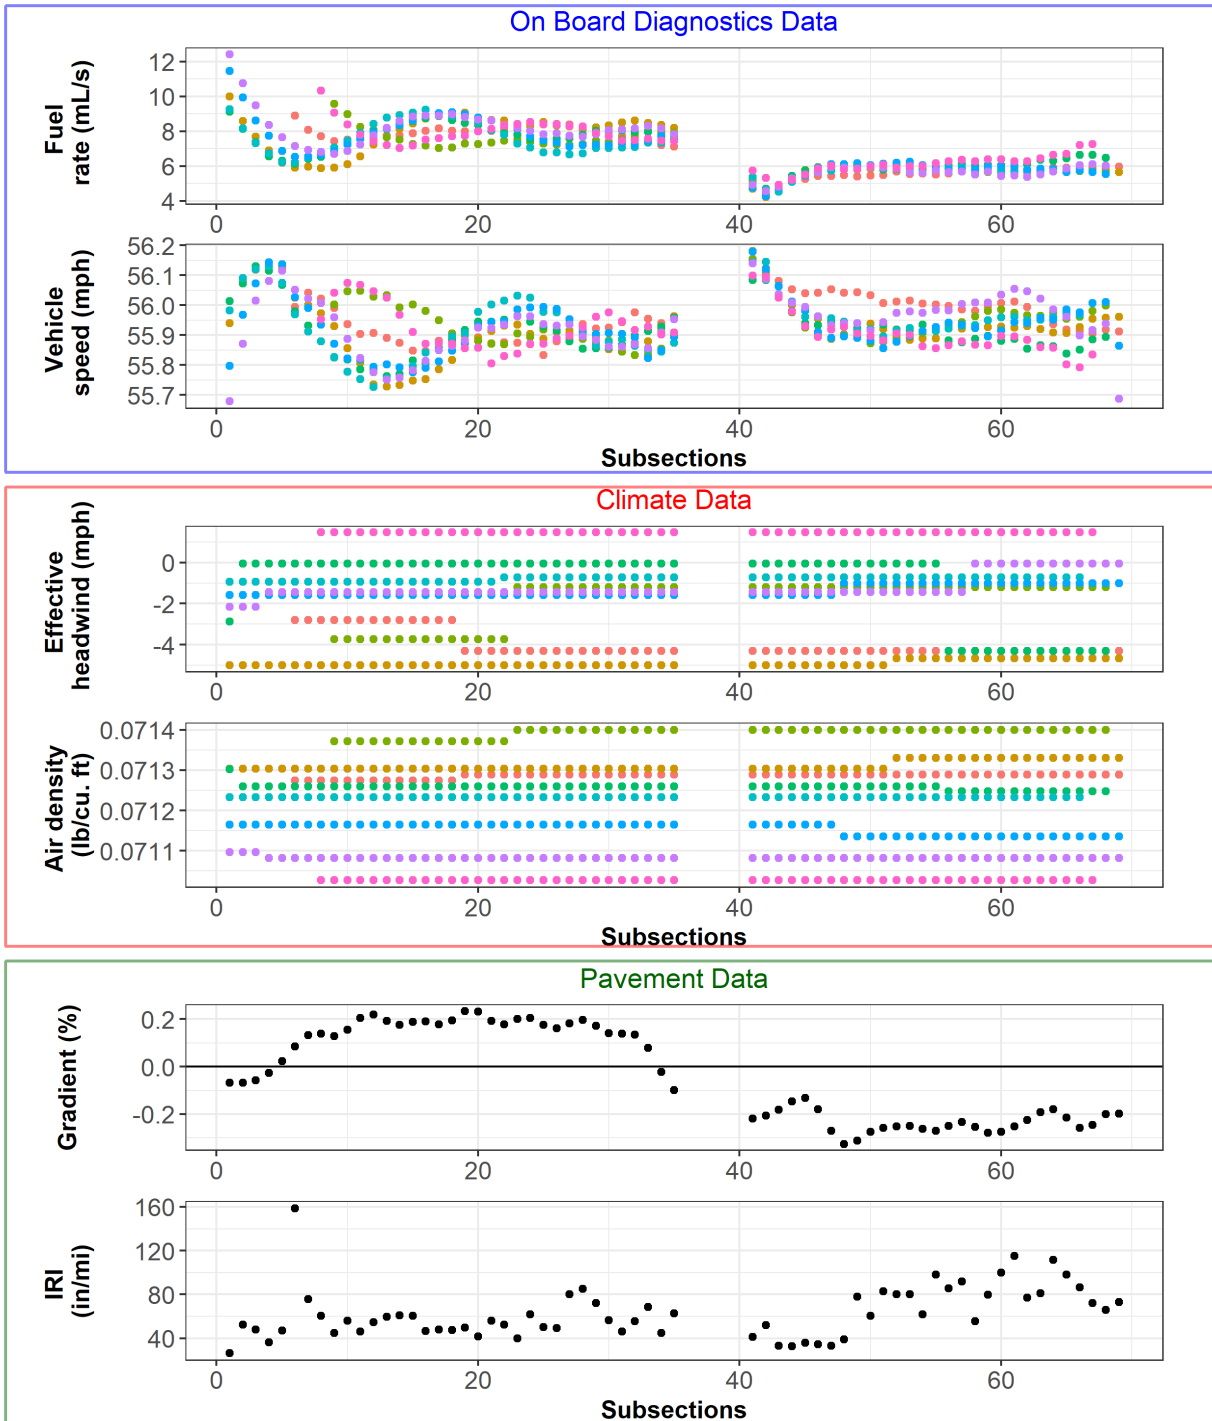 On Board Diagnostics Data
Fuel
rate (mL/s)
12
10
8
6
4
0
20
40
60
Vehicle
speed (mph)
56.2
56.1
56.0
55.9
55.8
55.7
0
20
40
60
Subsections
Climate Data
Effective
headwind (mph)
0
-2
-4
0
20
40
60
Air density
(lb/cu. ft)
0.0714
0.0713
0.0712
0.0711
0
20
40
60
Subsections
Pavement Data
Gradient (%)
0.2
0.0
-0.2
0
20
40
60
IRI
(in/mi)
160
120
80
40
0
20
40
60
Subsections